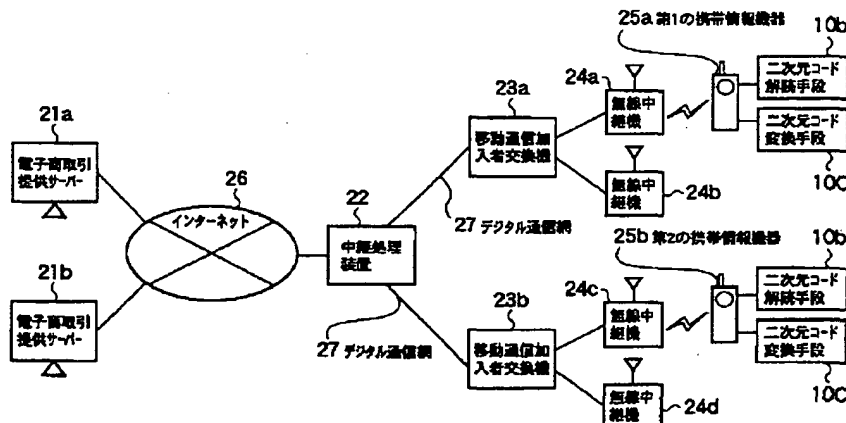 21a
電子商取引
提供サーバー
21b
電子商取引
提供サーバー
26
インターネット
22
中継処理
装置
27 デジタル通信網
27 デジタル通信網
23a
移動通信加
入者交換機
23b
移動通信加
入者交換機
24a
無線中
継機
無線中
継機
24b
24c
無線中
継機
無線中
継機
24d
25a 第1の携帯情報機器
10b
二次元コード
解読手段
二次元コード
変換手段
10C
25b 第2の携帯情報機器
10b
二次元コード
解読手段
二次元コード
変換手段
10C